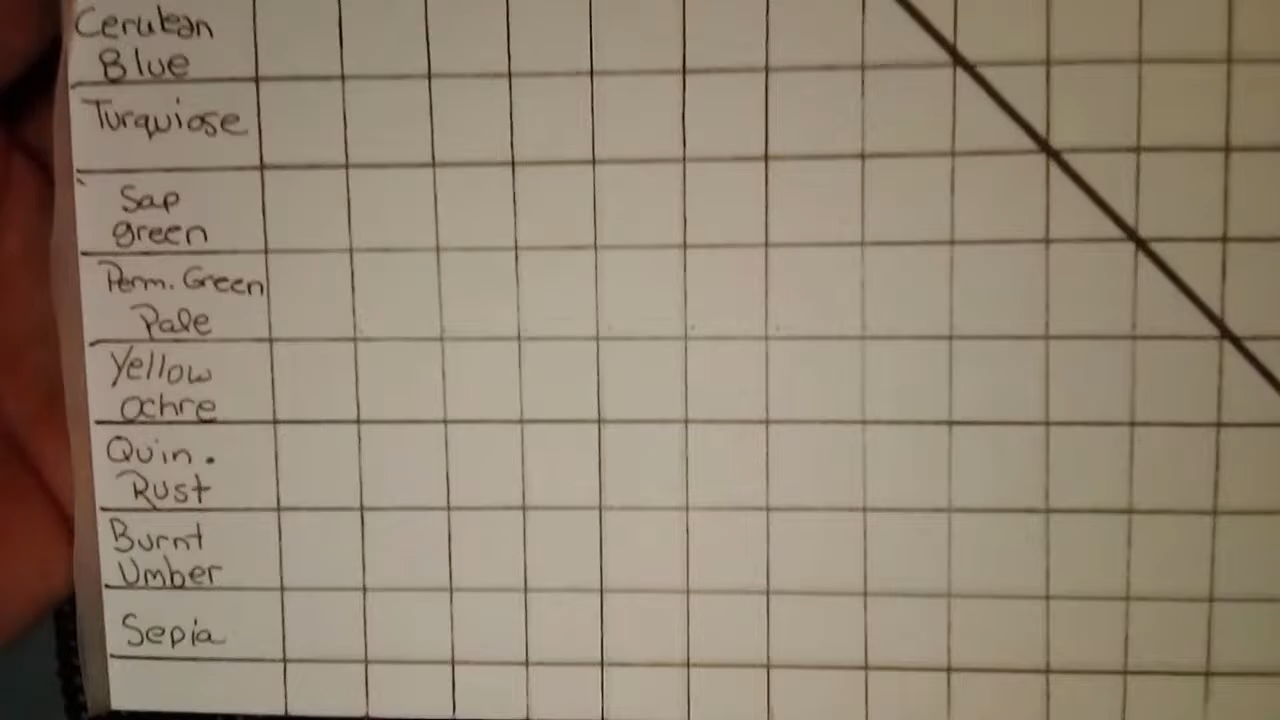 Cerulean
Blue
Turquiose
Sap
green
Perm. Green
Pale
Yellow
Ochre
Quin.
Rust
Burnt
Umber
Sepia